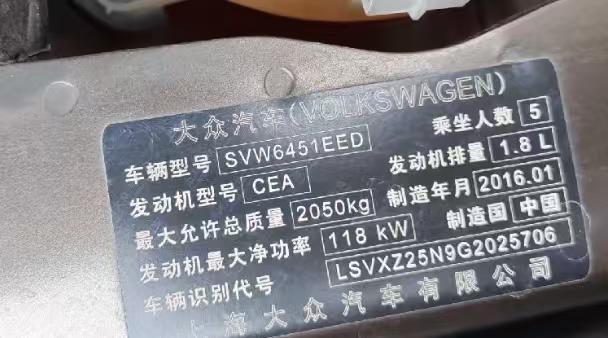 大众汽车(VOLKSWAGEN)
车辆型号 SVW6451EED 乘坐人数 5
发动机型号 CEA 发动机排量 1.8 L
最大允许总质量 2050kg 制造年月 2016.01
发动机最大净功率 118 kW 制造国 中国
车辆识别代号 LSVXZ25N9G2025706
上海大众汽车有限公司